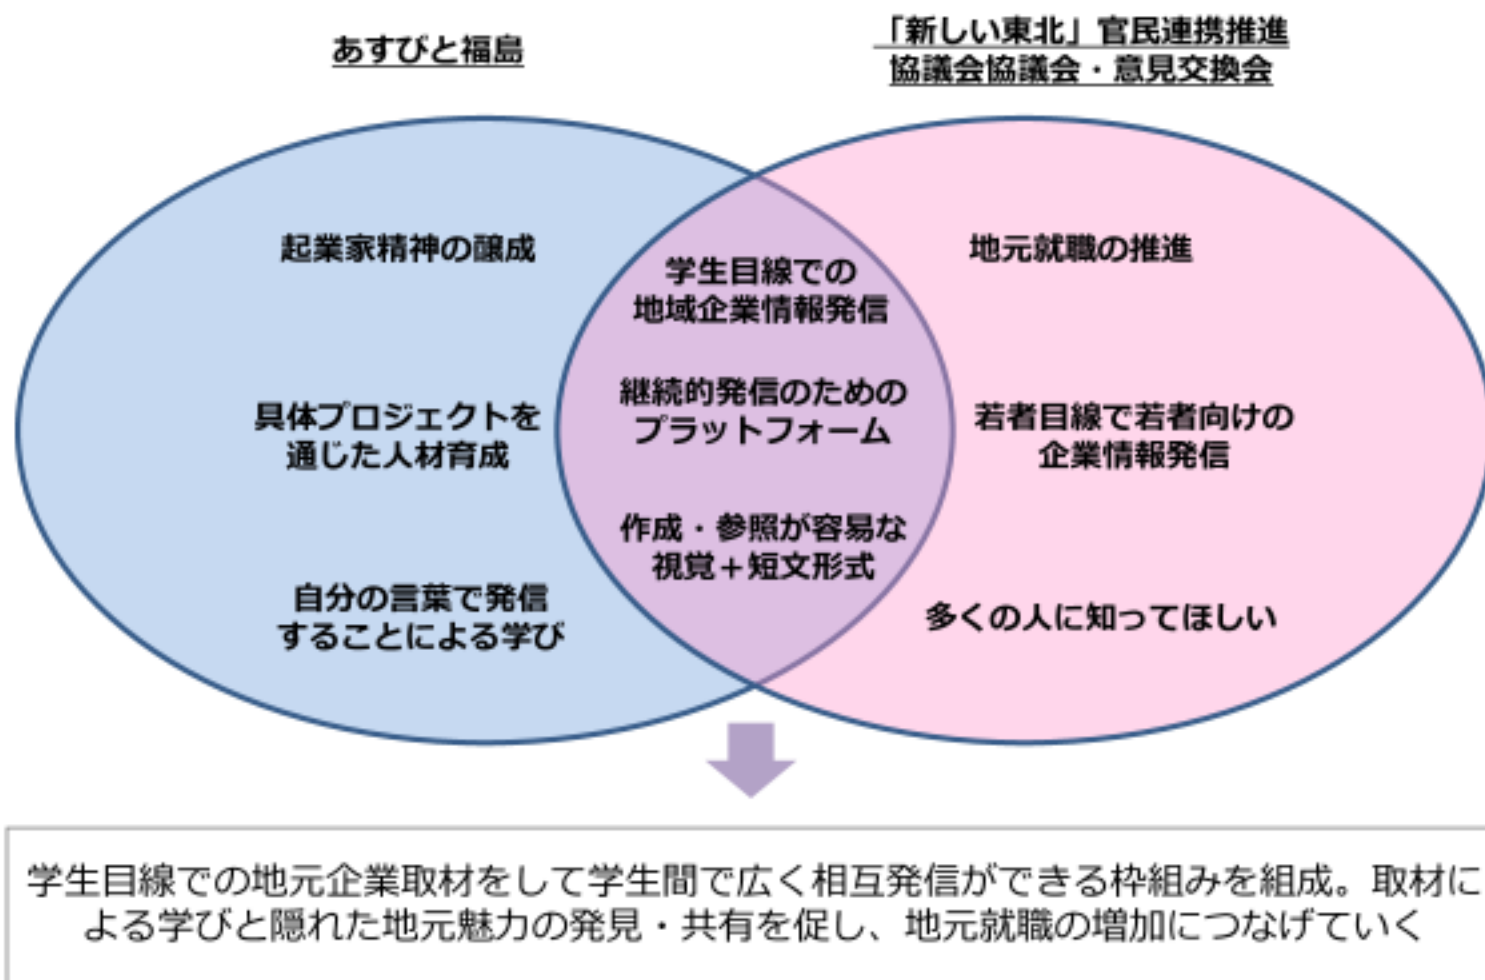 あすびと福島
「新しい東北」官民連携推進
協議会協議会・意見交換会
起業家精神の醸成
具体プロジェクトを
通じた人材育成
自分の言葉で発信
することによる学び
学生目線での
地域企業情報発信
継続的発信のための
プラットフォーム
作成・参照が容易な
視覚＋短文形式
地元就職の推進
若者目線で若者向けの
企業情報発信
多くの人に知ってほしい
学生目線での地元企業取材をして学生間で広く相互発信ができる枠組みを組成。取材に
よる学びと隠れた地元魅力の発見・共有を促し、地元就職の増加につなげていく